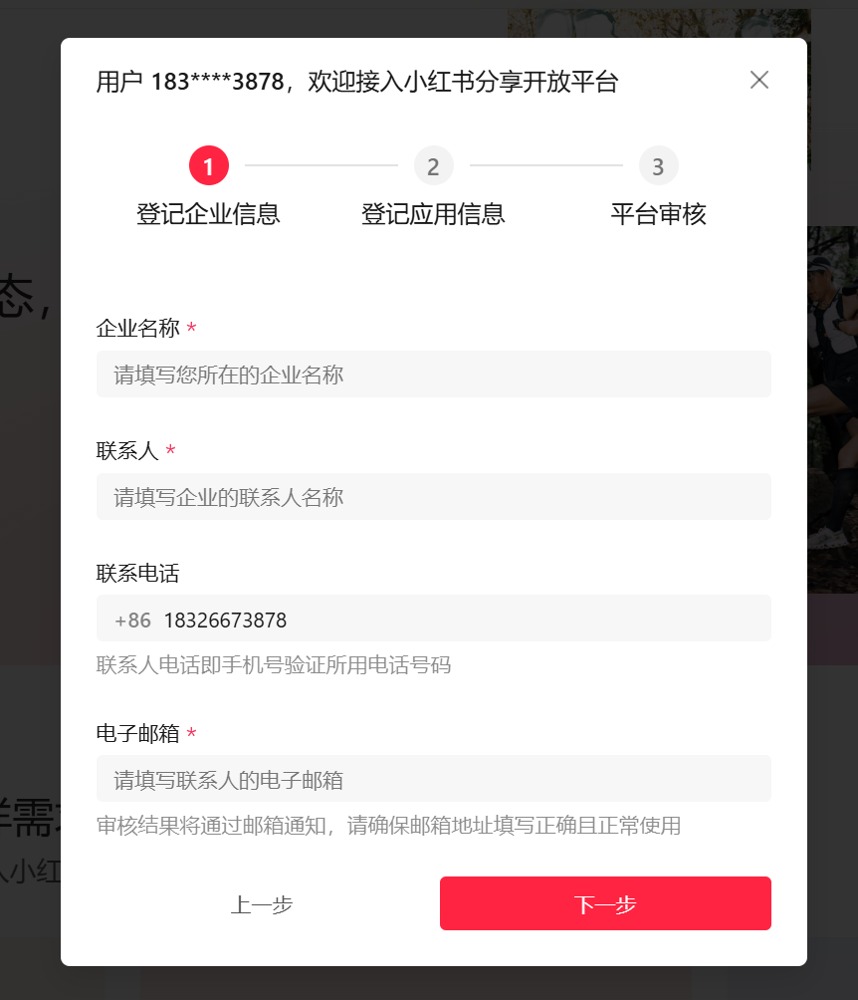 用户 183****3878，欢迎接入小红书分享开放平台
1
2
3
登记企业信息
登记应用信息
平台审核
态，
企业名称 *
请填写您所在的企业名称
联系人 *
请填写企业的联系人名称
联系电话
+86 18326673878
联系人电话即手机号验证所用电话号码
电子邮箱 *
请填写联系人的电子邮箱
审核结果将通过邮箱通知，请确保邮箱地址填写正确且正常使用
人小红
上一步
下一步